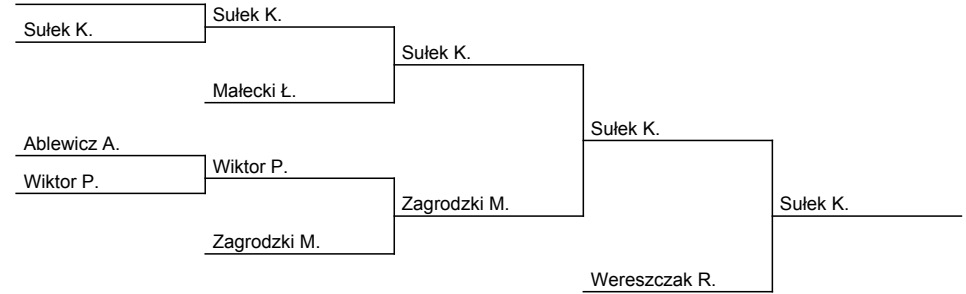 Sułek K.
Sułek K.
Sułek K.
Małecki Ł.
Sułek K.
Ablewicz A.
Wiktor P.
Wiktor P.
Zagrodzki M.
Sułek K.
Zagrodzki M.
Wereszczak R.